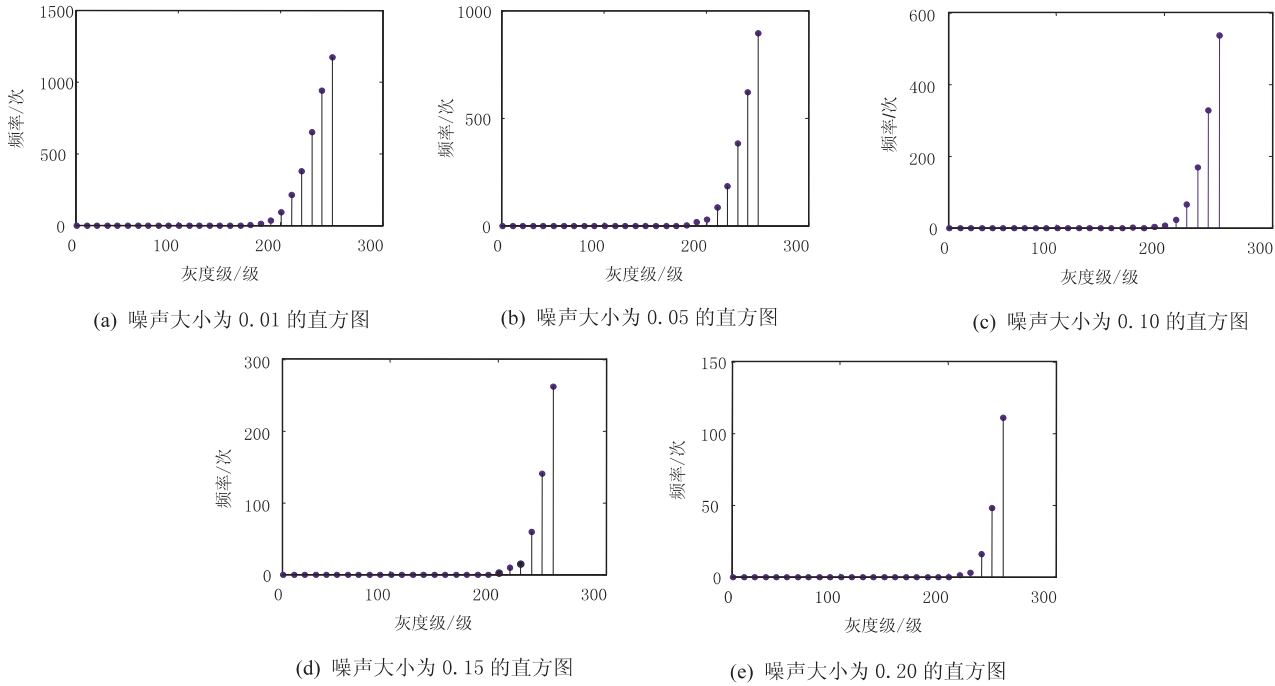 1500
1000
500
0
频率/次
0 100 200 300
灰度级/级
(a) 噪声大小为 0.01 的直方图
1000
500
0
频率/次
0 100 200 300
灰度级/级
(b) 噪声大小为 0.05 的直方图
600
400
200
0
频率/次
0 100 200 300
灰度级/级
(c) 噪声大小为 0.10 的直方图
300
200
100
0
频率/次
0 100 200 300
灰度级/级
(d) 噪声大小为 0.15 的直方图
150
100
50
0
频率/次
0 100 200 300
灰度级/级
(e) 噪声大小为 0.20 的直方图